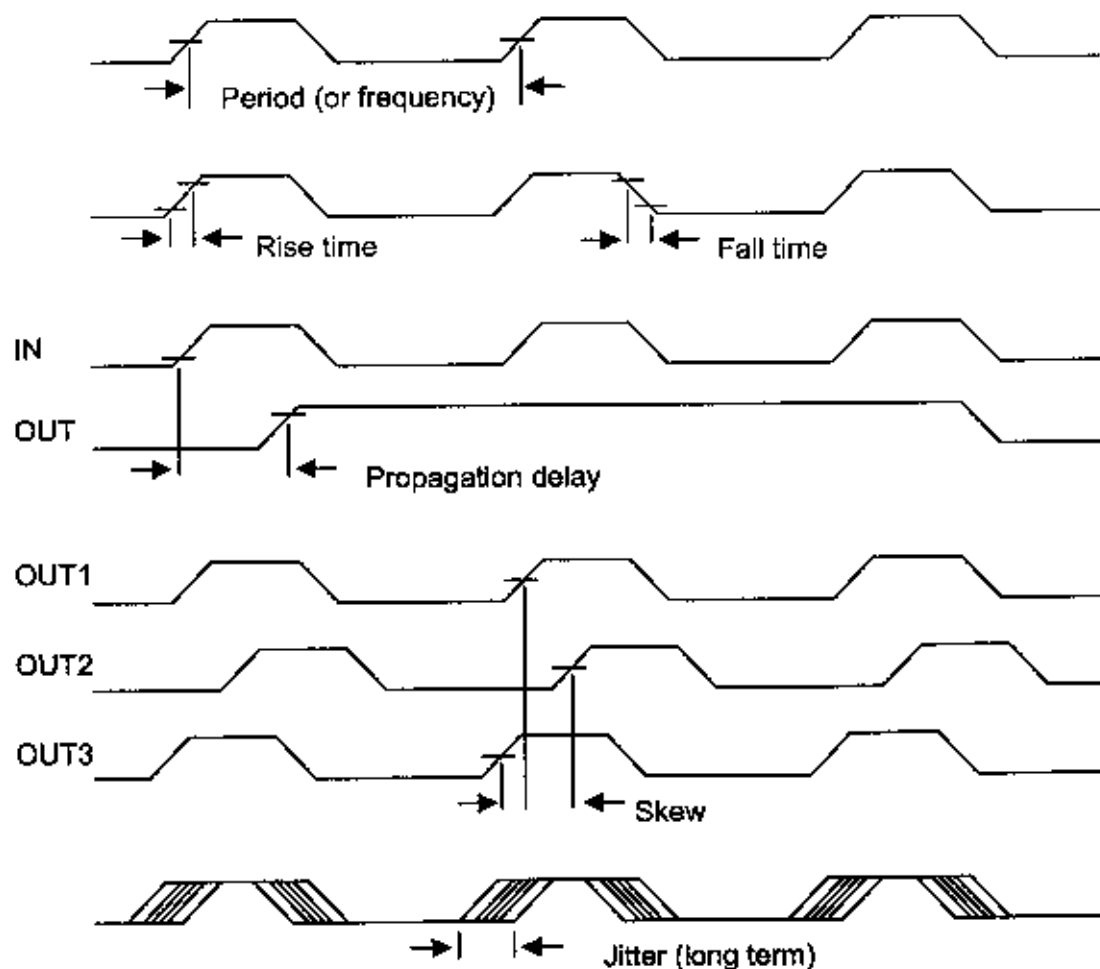 Period (or frequency)
Rise time
Fall time
IN
OUT
Propagation delay
OUT1
OUT2
OUT3
Skew
Jitter (long term)